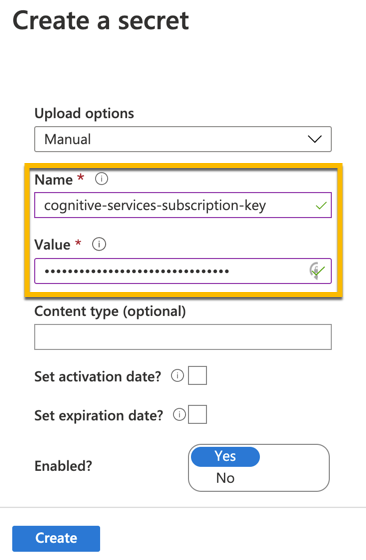 Create a secret
Upload options
Manual
Name *
cognitive-services-subscription-key
Value *
••••••••••••••••••••••••••••••••
Content type (optional)
Set activation date?
Set expiration date?
Enabled?
Yes
No
Create